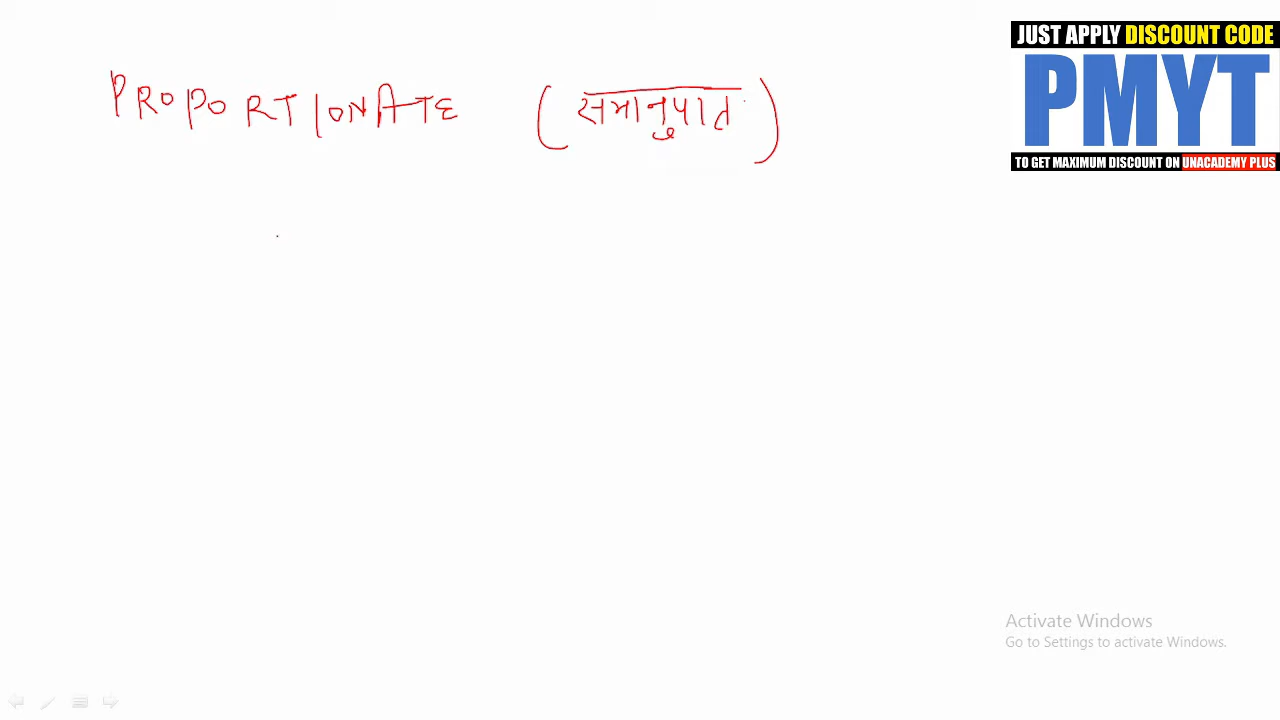 PROPORTIONATE (समानुपात)
JUST APPLY DISCOUNT CODE
PMYT
TO GET MAXIMUM DISCOUNT ON UNACADEMY PLUS
Activate Windows
Go to Settings to activate Windows.